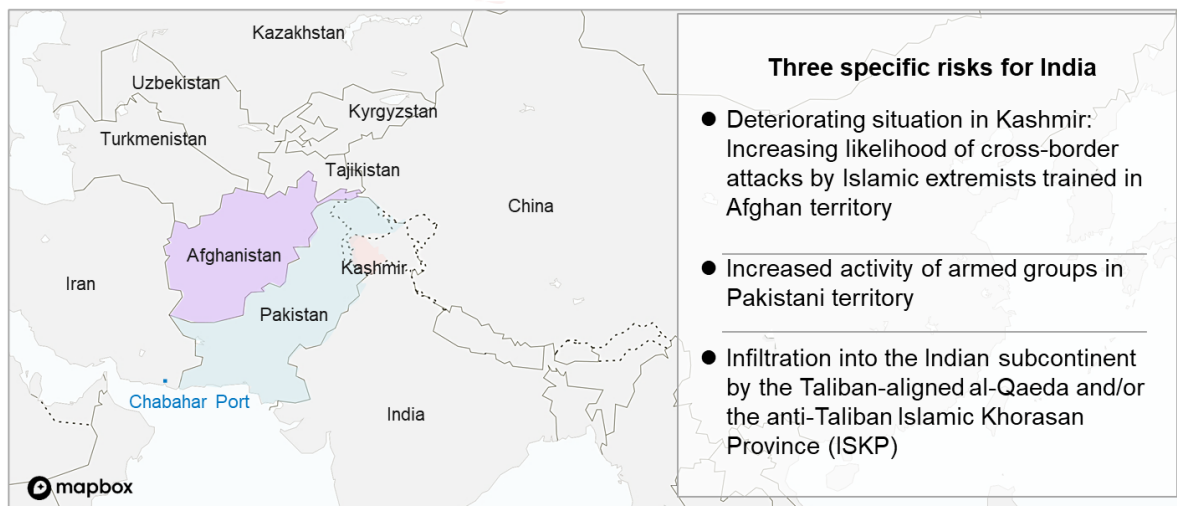 Kazakhstan
Uzbekistan
Kyrgyzstan
Turkmenistan
Tajikistan
China
Afghanistan
Kashmir
Iran
Pakistan
Chabahar Port
India
mapbox
Three specific risks for India
● Deteriorating situation in Kashmir:
Increasing likelihood of cross-border
attacks by Islamic extremists trained in
Afghan territory
● Increased activity of armed groups in
Pakistani territory
● Infiltration into the Indian subcontinent
by the Taliban-aligned al-Qaeda and/or
the anti-Taliban Islamic Khorasan
Province (ISKP)